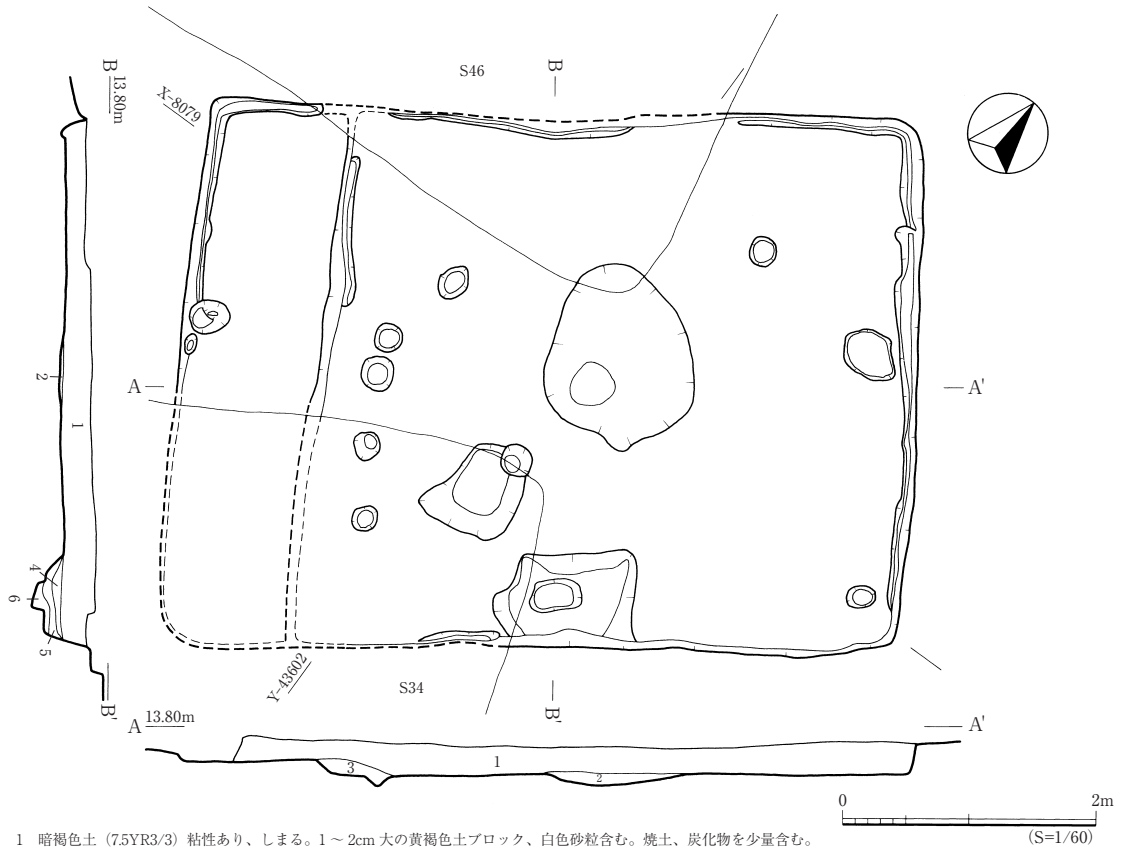 S46
B
B
13.80m
X-8079
2
1
A
A'
4
6
5
Y-43602
S34
B'
B'
A 13.80m
A'
3
1
2
0 2m
(S=1/60)
1 暗褐色土（7.5YR3/3）粘性あり、しまる。1～2cm 大の黄褐色土ブロック、白色砂粒含む。焼土、炭化物を少量含む。